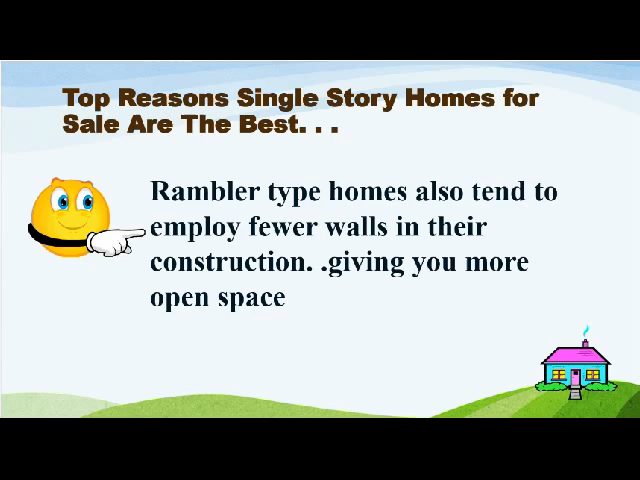 Top Reasons Single Story Homes for
Sale Are The Best. . .
Rambler type homes also tend to
employ fewer walls in their
construction. .giving you more
open space